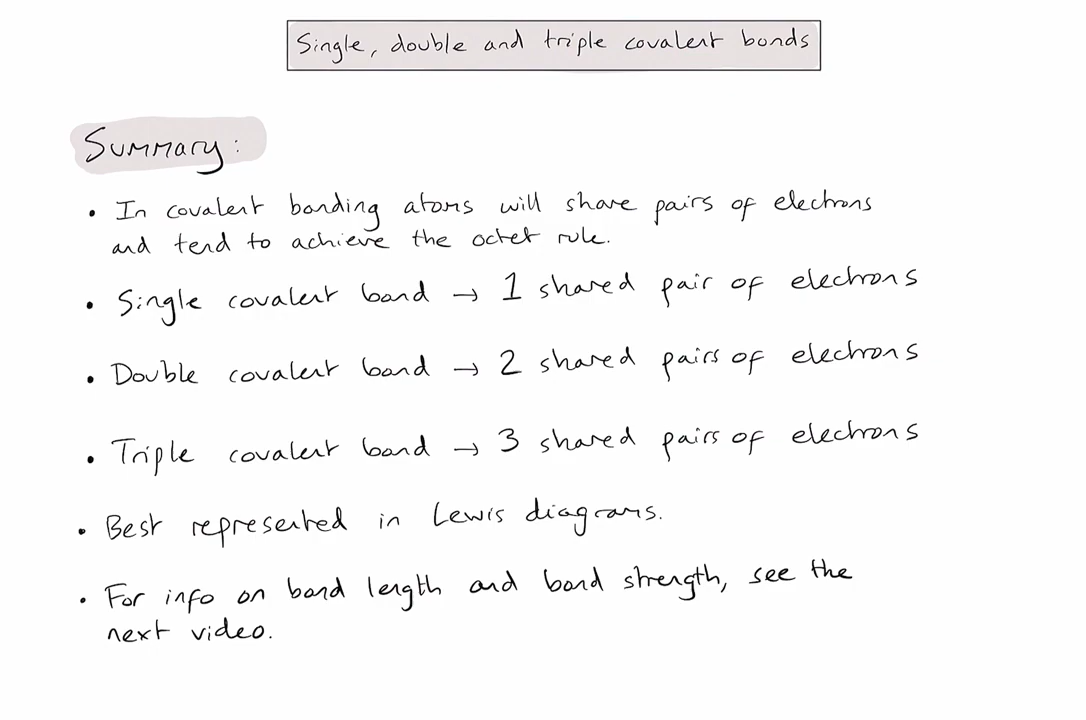 Single, double and triple covalent bonds
Summary:
• In covalent bonding atoms will share pairs of electrons
and tend to achieve the octet rule.
• Single covalent bond → 1 shared pair of electrons
• Double covalent bond → 2 shared pairs of electrons
• Triple covalent bond → 3 shared pairs of electrons
• Best represented in Lewis diagrams.
• For info on bond length and bond strength, see the
next video.